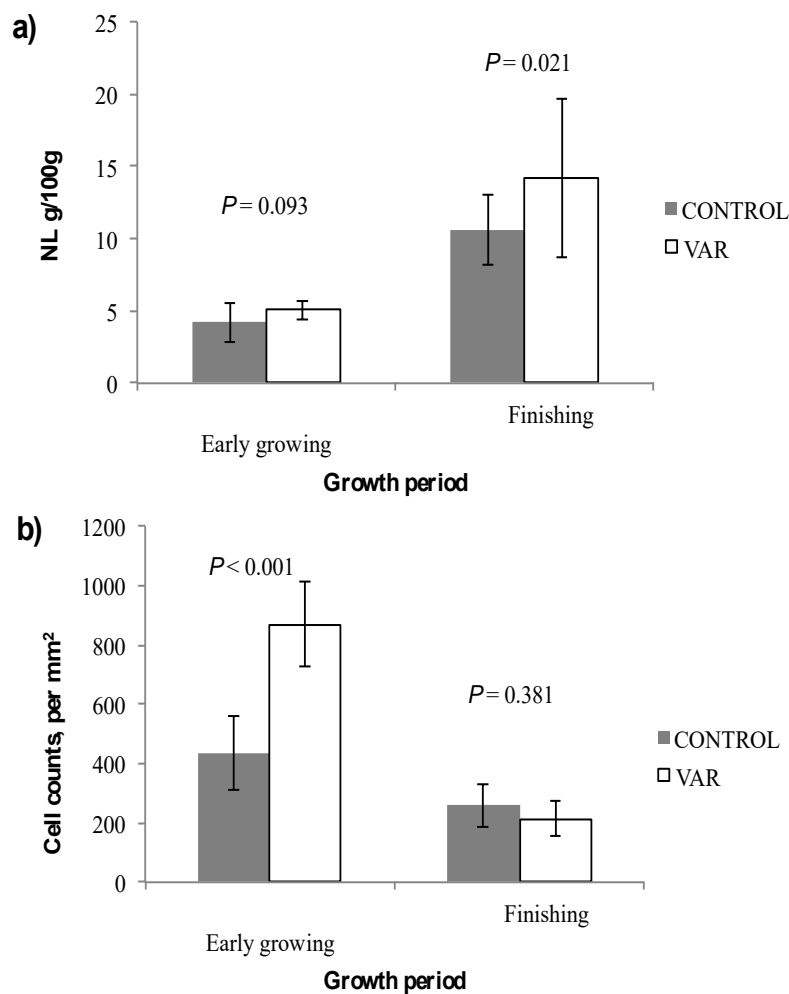 a)
NL g/100g
25
20
15
10
5
0
P = 0.093
P = 0.021
CONTROL
VAR
Early growing
Finishing
Growth period
b)
Cell counts, per mm²
1200
1000
800
600
400
200
0
P < 0.001
P = 0.381
CONTROL
VAR
Early growing
Finishing
Growth period